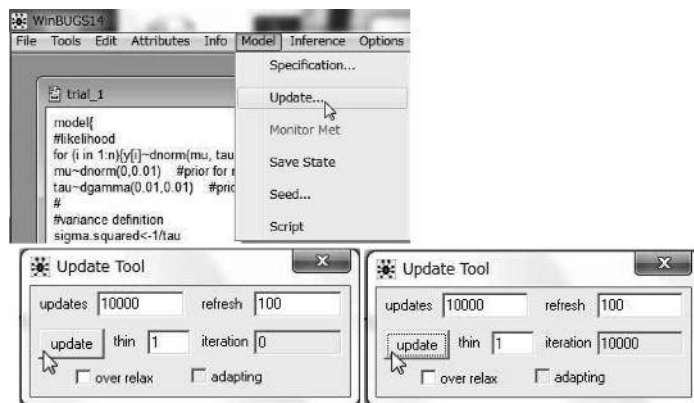 WinBUGS14
File Tools Edit Attributes Info Model Inference Options
Specification...
Update...
Monitor Met
Save State
Seed...
Script
trial_1
model{
#likelihood
for (i in 1:n){y[i]~dnorm(mu, tau
mu~dnorm(0,0.01) #prior for
tau~dgamma(0.01,0.01) #prio
#
#variance definition
sigma.squared<-1/tau
Update Tool
updates 10000 refresh 100
update thin 1 iteration 0
over relax adapting
Update Tool
updates 10000 refresh 100
update thin 1 iteration 10000
over relax adapting